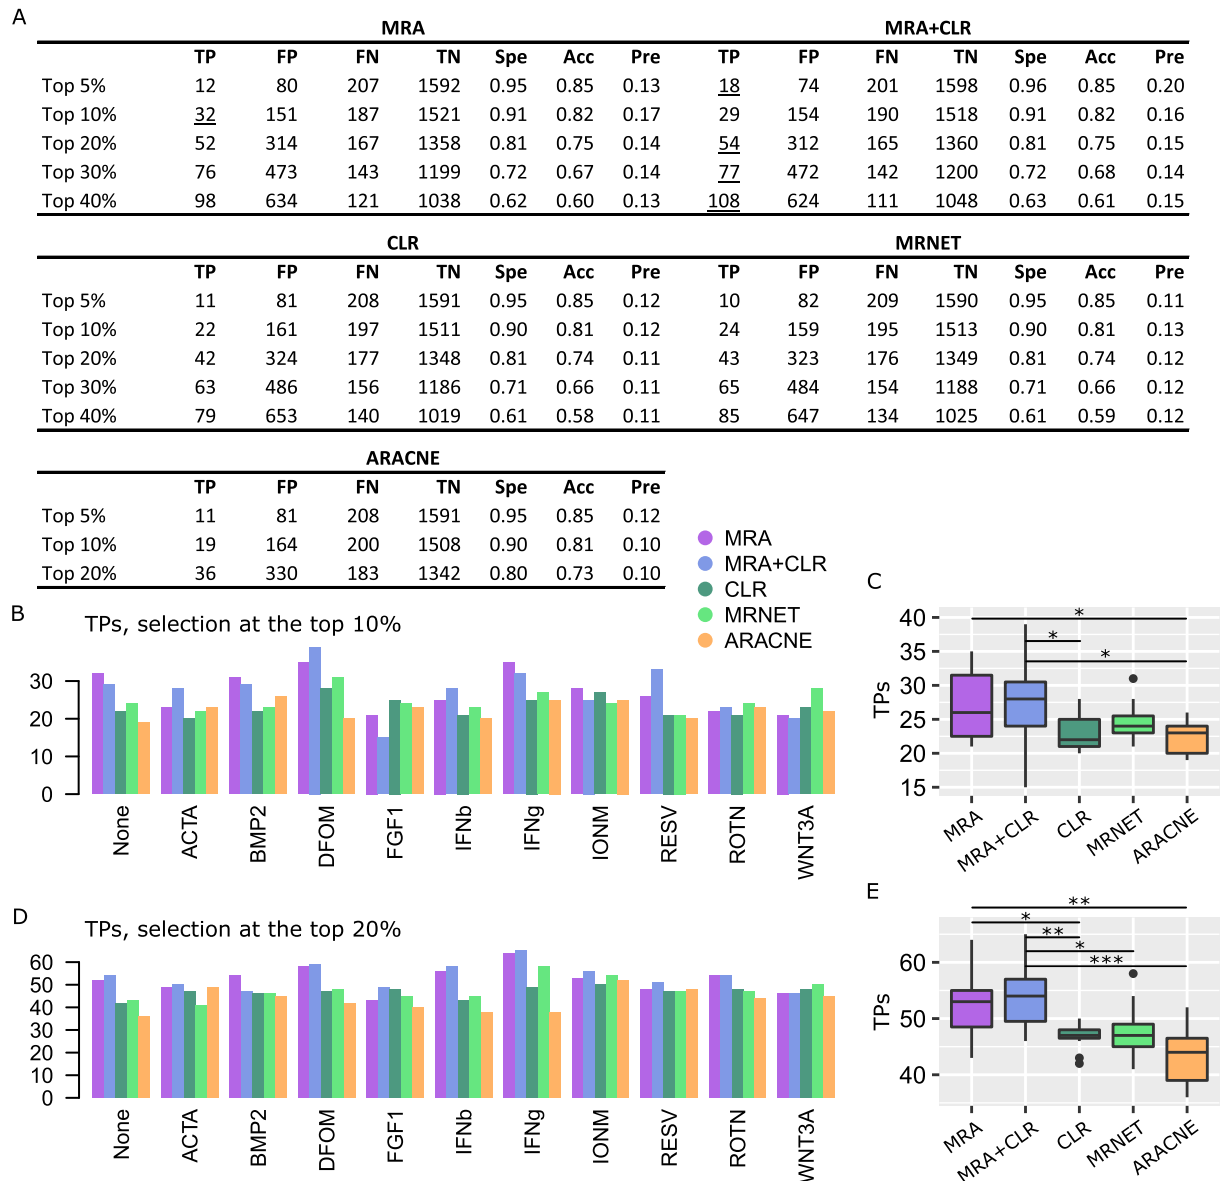 A
MRA MRA+CLR
TP FP FN TN Spe Acc Pre TP FP FN TN Spe Acc Pre
Top 5% 12 80 207 1592 0.95 0.85 0.13 18 74 201 1598 0.96 0.85 0.20
Top 10% 32 151 187 1521 0.91 0.82 0.17 29 154 190 1518 0.91 0.82 0.16
Top 20% 52 314 167 1358 0.81 0.75 0.14 54 312 165 1360 0.81 0.75 0.15
Top 30% 76 473 143 1199 0.72 0.67 0.14 77 472 142 1200 0.72 0.68 0.14
Top 40% 98 634 121 1038 0.62 0.60 0.13 108 624 111 1048 0.63 0.61 0.15
CLR MRNET
TP FP FN TN Spe Acc Pre TP FP FN TN Spe Acc Pre
Top 5% 11 81 208 1591 0.95 0.85 0.12 10 82 209 1590 0.95 0.85 0.11
Top 10% 22 161 197 1511 0.90 0.81 0.12 24 159 195 1513 0.90 0.81 0.13
Top 20% 42 324 177 1348 0.81 0.74 0.11 43 323 176 1349 0.81 0.74 0.12
Top 30% 63 486 156 1186 0.71 0.66 0.11 65 484 154 1188 0.71 0.66 0.12
Top 40% 79 653 140 1019 0.61 0.58 0.11 85 647 134 1025 0.61 0.59 0.12
ARACNE
TP FP FN TN Spe Acc Pre
Top 5% 11 81 208 1591 0.95 0.85 0.12
Top 10% 19 164 200 1508 0.90 0.81 0.10
Top 20% 36 330 183 1342 0.80 0.73 0.10
MRA
MRA+CLR
CLR
MRNET
ARACNE
B
TPs, selection at the top 10%
30
20
10
0
None ACTA BMP2 DFOM FGF1 IFNb IFNg IONM RESV ROTN WNT3A
C
TPs
40
35
30
25
20
15
*
*
*
MRA MRA+CLR CLR MRNET ARACNE
D
TPs, selection at the top 20%
60
50
40
30
20
10
0
None ACTA BMP2 DFOM FGF1 IFNb IFNg IONM RESV ROTN WNT3A
E
TPs
60
50
40
**
*
**
*
***
MRA MRA+CLR CLR MRNET ARACNE